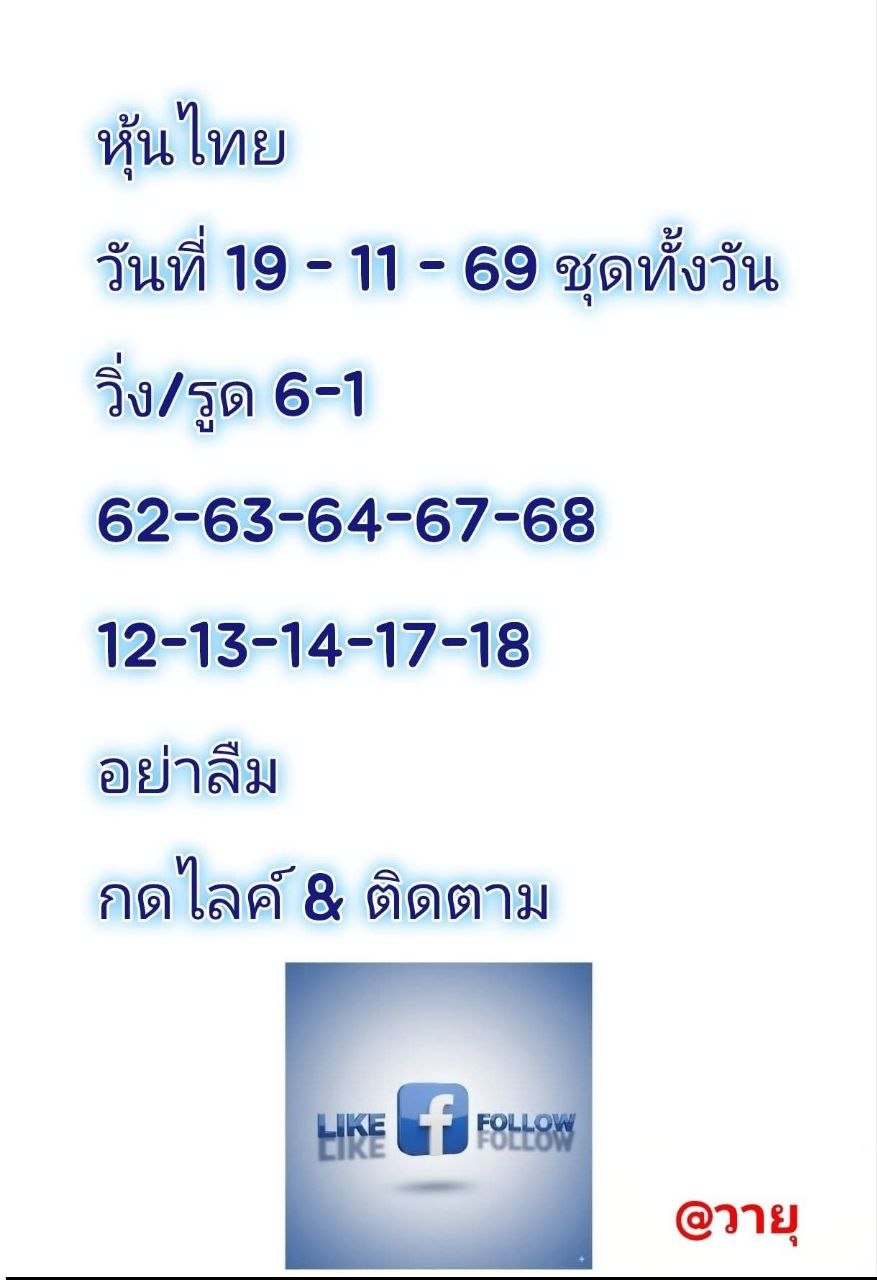 หุ้นไทย
วันที่ 19 - 11 - 69 ชุดทั้งวัน
วิ่ง/รูด 6-1
62-63-64-67-68
12-13-14-17-18
อย่าลืม
กดไลค์ & ติดตาม
LIKE f FOLLOW
@วายุ